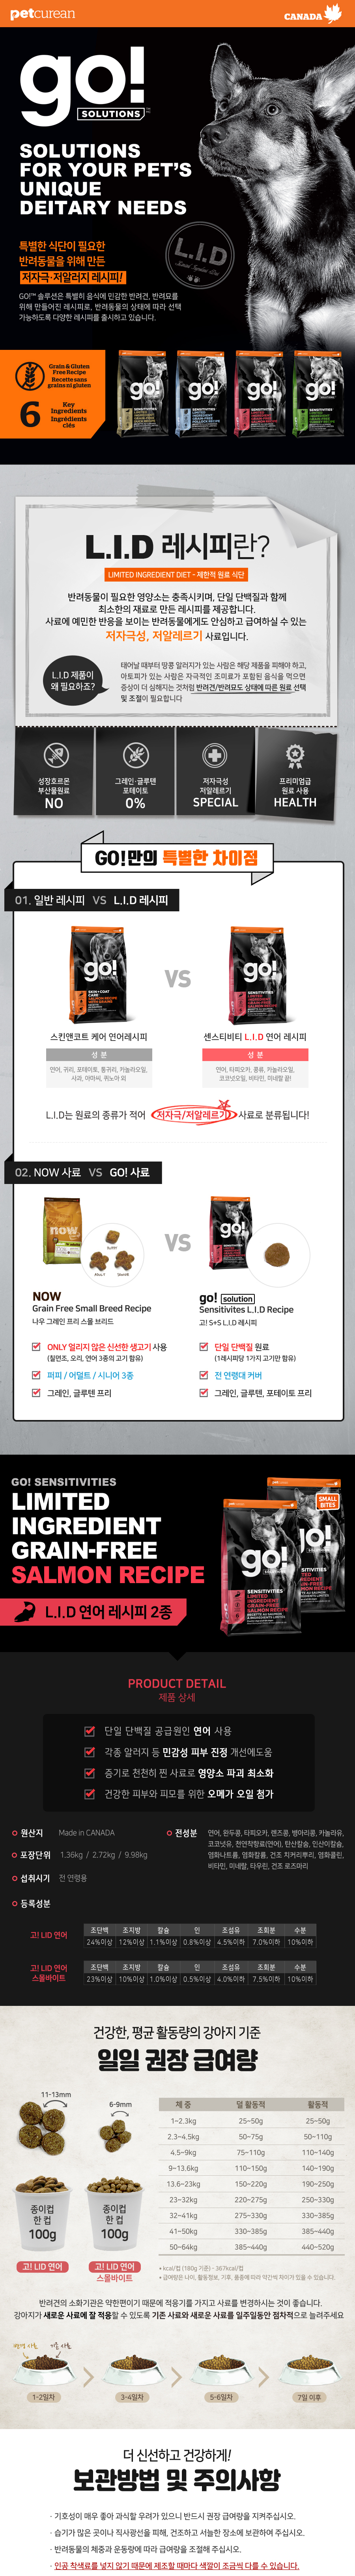 petcurean
CANADA
go!
SOLUTIONS
SOLUTIONS
FOR YOUR PET'S
UNIQUE
DEITARY NEEDS
특별한 식단이 필요한
반려동물을 위해 만든
저자극·저알러지 레시피!
GO!™ 솔루션은 특별히 음식에 민감한 반려견, 반려묘를
위해 만들어진 레시피로, 반려동물의 상태에 따라 선택
가능하도록 다양한 레시피를 출시하고 있습니다.
L.I.D
Grain & Gluten
Free Recipe
Recette sans
grains ni gluten
6
Key
Ingredients
Ingrédients
clés
L.I.D 레시피란?
LIMITED INGREDIENT DIET - 제한적 원료 식단
반려동물이 필요한 영양소는 충족시키며, 단일 단백질과 함께
최소한의 재료로 만든 레시피를 제공합니다.
사료에 예민한 반응을 보이는 반려동물에게도 안심하고 급여하실 수 있는
저자극성, 저알레르기 사료입니다.
L.I.D 제품이
왜 필요하죠?
태어날 때부터 땅콩 알러지가 있는 사람은 해당 제품을 피해야 하고,
아토피가 있는 사람은 자극적인 조미료가 포함된 음식을 먹으면
증상이 더 심해지는 것처럼 반려견/반려묘도 상태에 따른 원료 선택
및 조절이 필요합니다
성장호르몬
부산물원료
NO
그레인·글루텐
포테이토
0%
저자극성
저알레르기
SPECIAL
프리미엄급
원료 사용
HEALTH
GO!만의 특별한 차이점
01. 일반 레시피 VS L.I.D 레시피
VS
스킨앤코트 케어 연어레시피
센스티비티 L.I.D 연어 레시피
성 분
연어, 귀리, 포테이토, 통귀리, 카놀라오일,
사과, 아마씨, 퀴노아 외
성 분
연어, 타피오카, 콩류, 카놀라오일,
코코넛오일, 비타민, 미네랄 끝!
L.I.D는 원료의 종류가 적어 저자극/저알레르기 사료로 분류됩니다!
02. NOW 사료 VS GO! 사료
VS
NOW
Grain Free Small Breed Recipe
나우 그레인 프리 스몰 브리드
ONLY 얼리지 않은 신선한 생고기 사용
(칠면조, 오리, 연어 3종의 고기 함유)
퍼피 / 어덜트 / 시니어 3종
그레인, 글루텐 프리
go! solution
Sensitivites L.I.D Recipe
고! S+S L.I.D 레시피
단일 단백질 원료
(1레시피당 1가지 고기만 함유)
전 연령대 커버
그레인, 글루텐, 포테이토 프리
GO! SENSITIVITIES
LIMITED
INGREDIENT
GRAIN-FREE
SALMON RECIPE
L.I.D 연어 레시피 2종
SMALL
BITES
PRODUCT DETAIL
제품 상세
단일 단백질 공급원인 연어 사용
각종 알러지 등 민감성 피부 진정 개선에도움
증기로 천천히 찐 사료로 영양소 파괴 최소화
건강한 피부와 피모를 위한 오메가 오일 첨가
원산지 Made in CANADA
포장단위 1.36kg / 2.72kg / 9.98kg
섭취시기 전 연령용
전성분 연어, 완두콩, 타피오카, 렌즈콩, 병아리콩, 카놀라유,
코코넛유, 천연착향료(연어), 탄산칼슘, 인산이칼슘,
염화나트륨, 염화칼륨, 건조 치커리뿌리, 염화콜린,
비타민, 미네랄, 타우린, 건조 로즈마리
등록성분
고! LID 연어
조단백 조지방 칼슘 인 조섬유 조회분 수분
24%이상 12%이상 1.1%이상 0.8%이상 4.5%이하 7.0%이하 10%이하
고! LID 연어
스몰바이트
조단백 조지방 칼슘 인 조섬유 조회분 수분
23%이상 10%이상 1.0%이상 0.5%이상 4.0%이하 7.5%이하 10%이하
건강한, 평균 활동량의 강아지 기준
일일 권장 급여량
11-13mm
6-9mm
종이컵
한 컵
100g
종이컵
한 컵
100g
고! LID 연어
고! LID 연어
스몰바이트
체 중 덜 활동적 활동적
1~2.3kg 25~50g 25~50g
2.3~4.5kg 50~75g 50~110g
4.5~9kg 75~110g 110~140g
9~13.6kg 110~150g 140~190g
13.6~23kg 150~220g 190~250g
23~32kg 220~275g 250~330g
32~41kg 275~330g 330~385g
41~50kg 330~385g 385~440g
50~64kg 385~440g 440~520g
• kcal/컵 (100g 기준) - 367kcal/컵
• 급여량은 나이, 활동정보, 기후, 품종에 따라 약간씩 차이가 있을 수 있습니다.
반려견의 소화기관은 약한편이기 때문에 적응기를 가지고 사료를 변경하시는 것이 좋습니다.
강아지가 새로운 사료에 잘 적응할 수 있도록 기존 사료와 새로운 사료를 일주일동안 점차적으로 늘려주세요
1-2일차
3-4일차
5-6일차
7일 이후
더 신선하고 건강하게!
보관방법 및 주의사항
· 기호성이 매우 좋아 과식할 우려가 있으니 반드시 권장 급여량을 지켜주십시오.
· 습기가 많은 곳이나 직사광선을 피해, 건조하고 서늘한 장소에 보관하여 주십시오.
· 반려동물의 체중과 운동량에 따라 급여량을 조절해 주십시오.
· 인공 착색료를 넣지 않기 때문에 제조할 때마다 색깔이 조금씩 다를 수 있습니다.